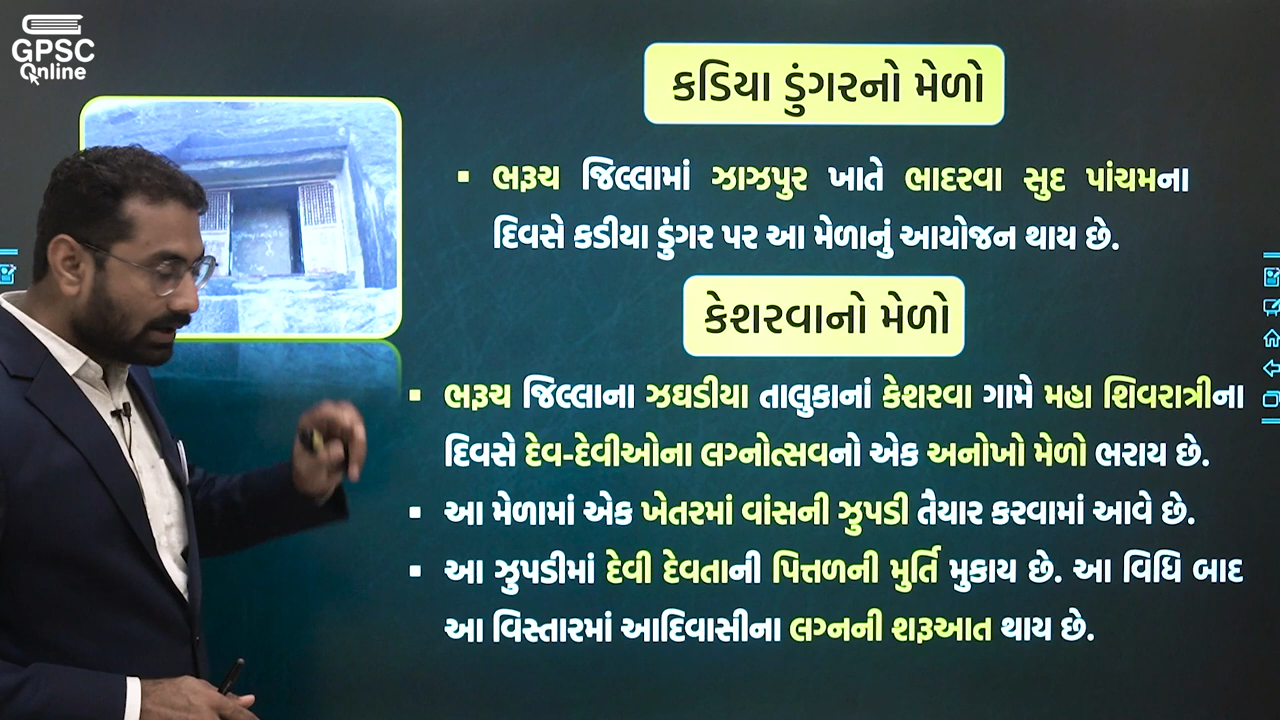 GPSC
Online
કડિયા ડુંગરનો મેળો
▪ ભરૂચ જિલ્લામાં ઝાઝપુર ખાતે ભાદરવા સુદ પાંચમના
દિવસે કડીયા ડુંગર પર આ મેળાનું આયોજન થાય છે.
કેશરવાનો મેળો
▪ ભરૂચ જિલ્લાના ઝઘડીયા તાલુકાનાં કેશરવા ગામે મહા શિવરાત્રીના
દિવસે દેવ-દેવીઓના લગ્નોત્સવનો એક અનોખો મેળો ભરાય છે.
▪ આ મેળામાં એક ખેતરમાં વાંસની ઝુપડી તૈયાર કરવામાં આવે છે.
▪ આ ઝુપડીમાં દેવી દેવતાની પિત્તળની મુર્તિ મુકાય છે. આ વિધિ બાદ
આ વિસ્તારમાં આદિવાસીના લગ્નની શરૂઆત થાય છે.